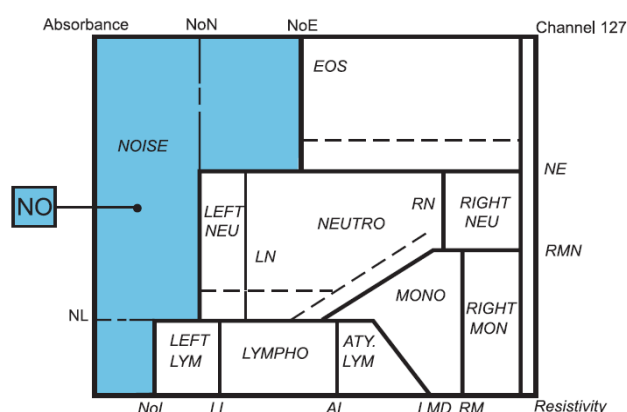 Absorbance NoN NoE Channel 127
EOS
NOISE
NE
NO
LEFT NEU
NEUTRO
RN
RIGHT NEU
LN
RMN
MONO
NL
RIGHT MON
LEFT LYM
LYMPHO
ATY. LYM
NoL LL AL LMD RM Resistivity